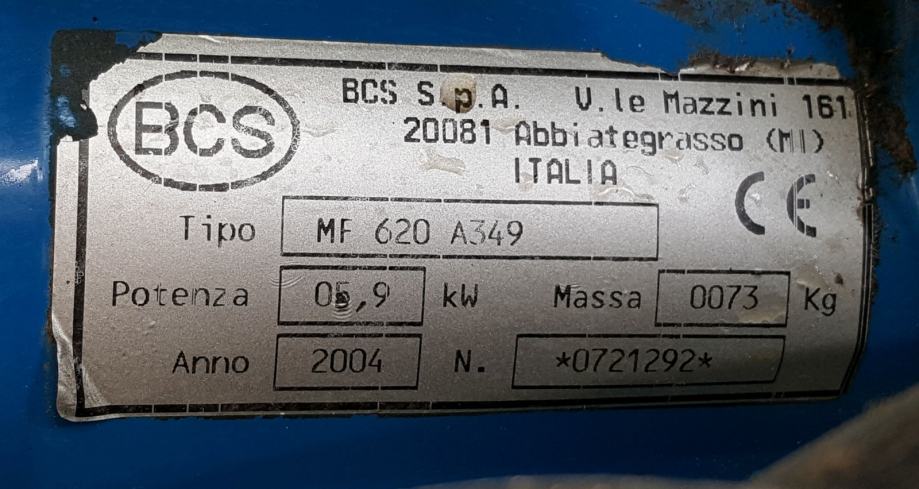 BCS
BCS S.p.A. V.le Mazzini 161
20081 Abbiategrasso (MI)
ITALIA
CE
Tipo MF 620 A349
Potenza 05,9 kW Massa 0073 Kg
Anno 2004 N. *0721292*